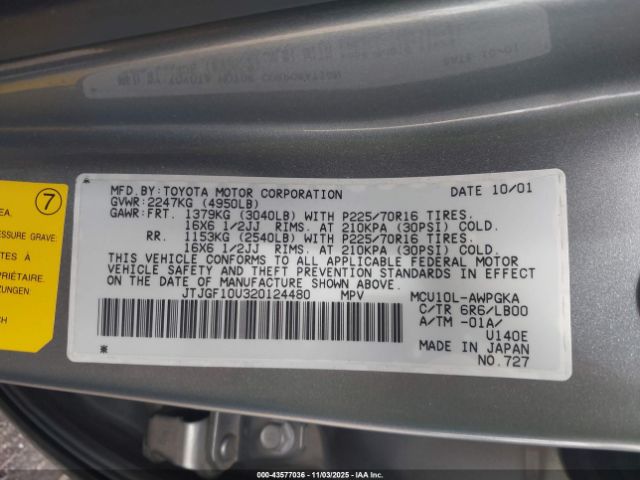 7
EA.
PRESSURE GRAVE.
PRIÉTAIRE.
TZUNGEN.
CH
MFD.BY:TOYOTA MOTOR CORPORATION DATE 10/01
GVWR:2247KG (4950LB)
GAWR:FRT. 1379KG (3040LB) WITH P225/70R16 TIRES.
16X6 1/2JJ RIMS. AT 210KPA (30PSI) COLD.
RR. 1153KG (2540LB) WITH P225/70R16 TIRES.
16X6 1/2JJ RIMS. AT 210KPA (30PSI) COLD.
THIS VEHICLE CONFORMS TO ALL APPLICABLE FEDERAL MOTOR
VEHICLE SAFETY AND THEFT PREVENTION STANDARDS IN EFFECT
ON THE DATE OF MANUFACTURE SHOWN ABOVE.
JTJGF10U320124480 MPV MCU10L-AWPGKA
C/TR 6R6/LB00
A/TM -01A/
U140E
MADE IN JAPAN
NO.727
OWNER: 000-43577036 - 11/03/2025 - IAA, Inc.